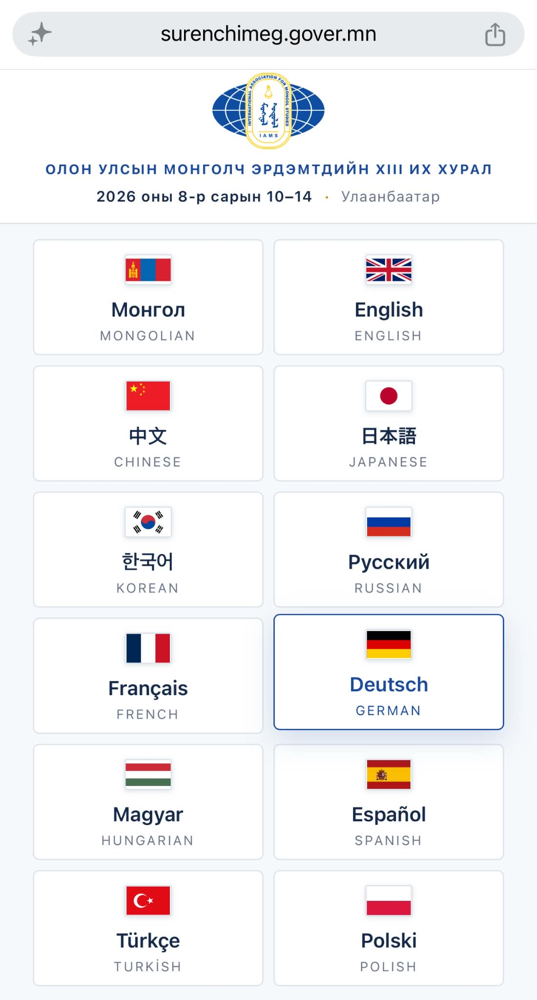 surenchimeg.gover.mn
INTERNATIONAL ASSOCIATION FOR MONGOL STUDIES
IAMS
ОЛОН УЛСЫН МОНГОЛЧ ЭРДЭМТДИЙН XIII ИХ ХУРАЛ
2026 оны 8-р сарын 10–14 • Улаанбаатар
Монгол
MONGOLIAN
English
ENGLISH
中文
CHINESE
日本語
JAPANESE
한국어
KOREAN
Русский
RUSSIAN
Français
FRENCH
Deutsch
GERMAN
Magyar
HUNGARIAN
Español
SPANISH
Türkçe
TURKİSH
Polski
POLISH